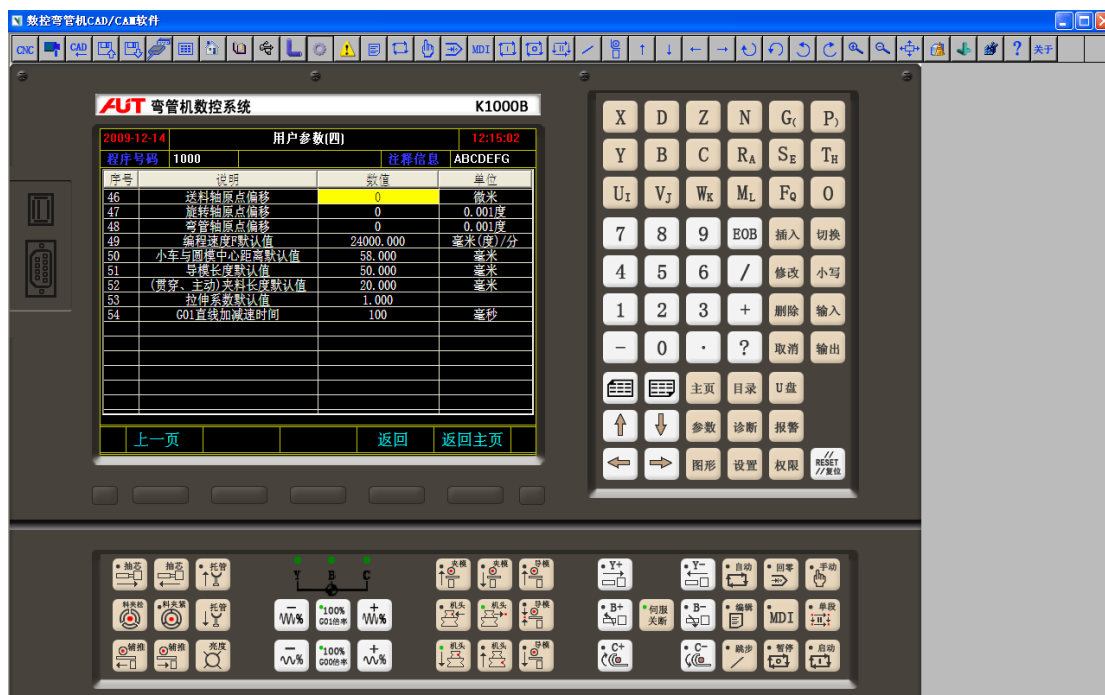 数控弯管机CAD/CAM软件
CNC CAD MDI ? 关于
AUT 弯管机数控系统 K1000B
2009-12-14 用户参数(四) 12:15:02
程序号码 1000 注释信息 ABCDEFG
序号 说明 数值 单位
46 送料轴原点偏移 0 微米
47 旋转轴原点偏移 0 0.001度
48 弯管轴原点偏移 0 0.001度
49 编程速度F默认值 24000.000 毫米(度)/分
50 小车与圆模中心距离默认值 58.000 毫米
51 导模长度默认值 50.000 毫米
52 (贯穿、主动)夹料长度默认值 20.000 毫米
53 拉伸系数默认值 1.000
54 G01直线加减速时间 100 毫秒
上一页 返回 返回主页
X D Z N G( P)
Y B C RA SE TH
UI VJ WK ML FQ O
7 8 9 EOB 插入 切换
4 5 6 / 修改 小写
1 2 3 + 删除 输入
- 0 · ? 取消 输出
主页 目录 U盘
参数 诊断 报警
图形 设置 权限 // RESET //复位
抽芯 抽芯 托管 Y B C 夹模 夹模 导模 Y+ Y- 自动 回零 手动
料夹松 料夹紧 托管 − % 100% G01倍率 + % 机头 机头 导模 B+ 伺服关断 B- 编辑 MDI 单段
辅推 辅推 亮度 − % 100% G00倍率 + % 机头 机头 导模 C+ C- 跳步 暂停 启动